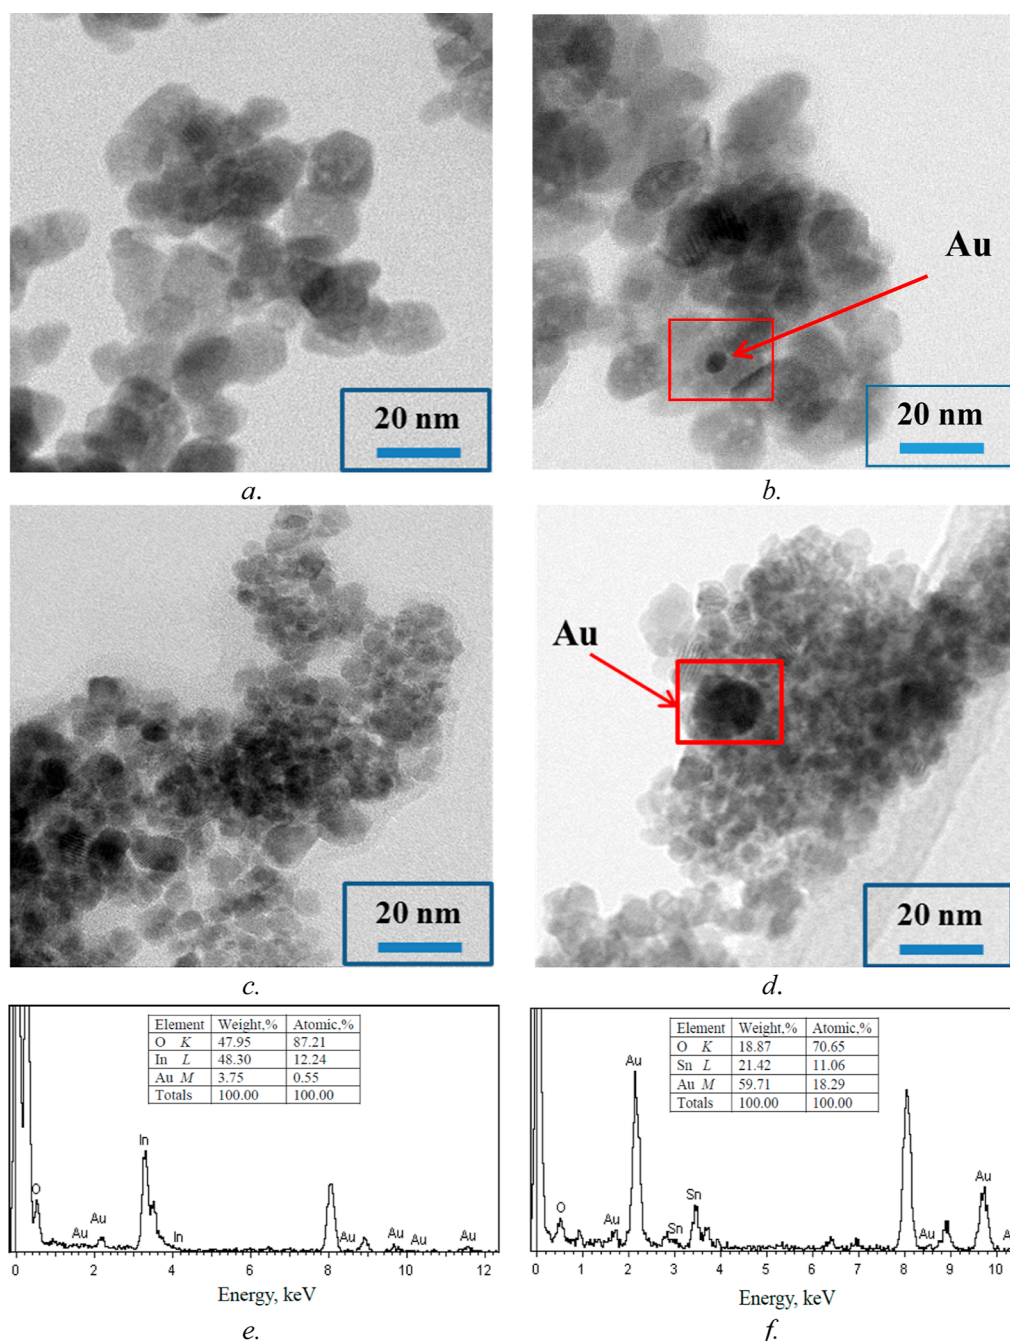 Au
20 nm
20 nm
a.
b.
Au
20 nm
20 nm
c.
d.
Element Weight,% Atomic,%
O K 47.95 87.21
In L 48.30 12.24
Au M 3.75 0.55
Totals 100.00 100.00
In
O
Au
Au
In
Au
Au
Au
Au
0 2 4 6 8 10 12
Energy, keV
e.
Element Weight,% Atomic,%
O K 18.87 70.65
Sn L 21.42 11.06
Au M 59.71 18.29
Totals 100.00 100.00
Au
O
Au
Sn
Sn
Au
Au
0 1 2 3 4 5 6 7 8 9 10
Energy, keV
f.